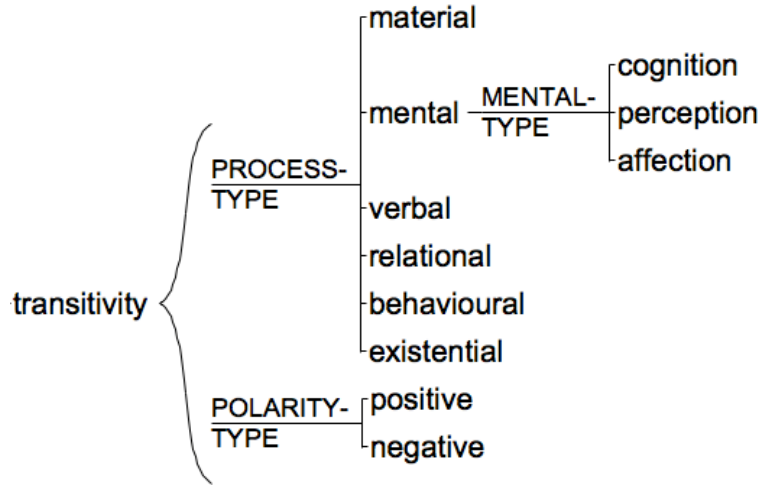 material
cognition
mental
MENTAL-
TYPE
perception
affection
PROCESS-
TYPE
verbal
relational
transitivity
behavioural
existential
POLARITY-
TYPE
positive
negative